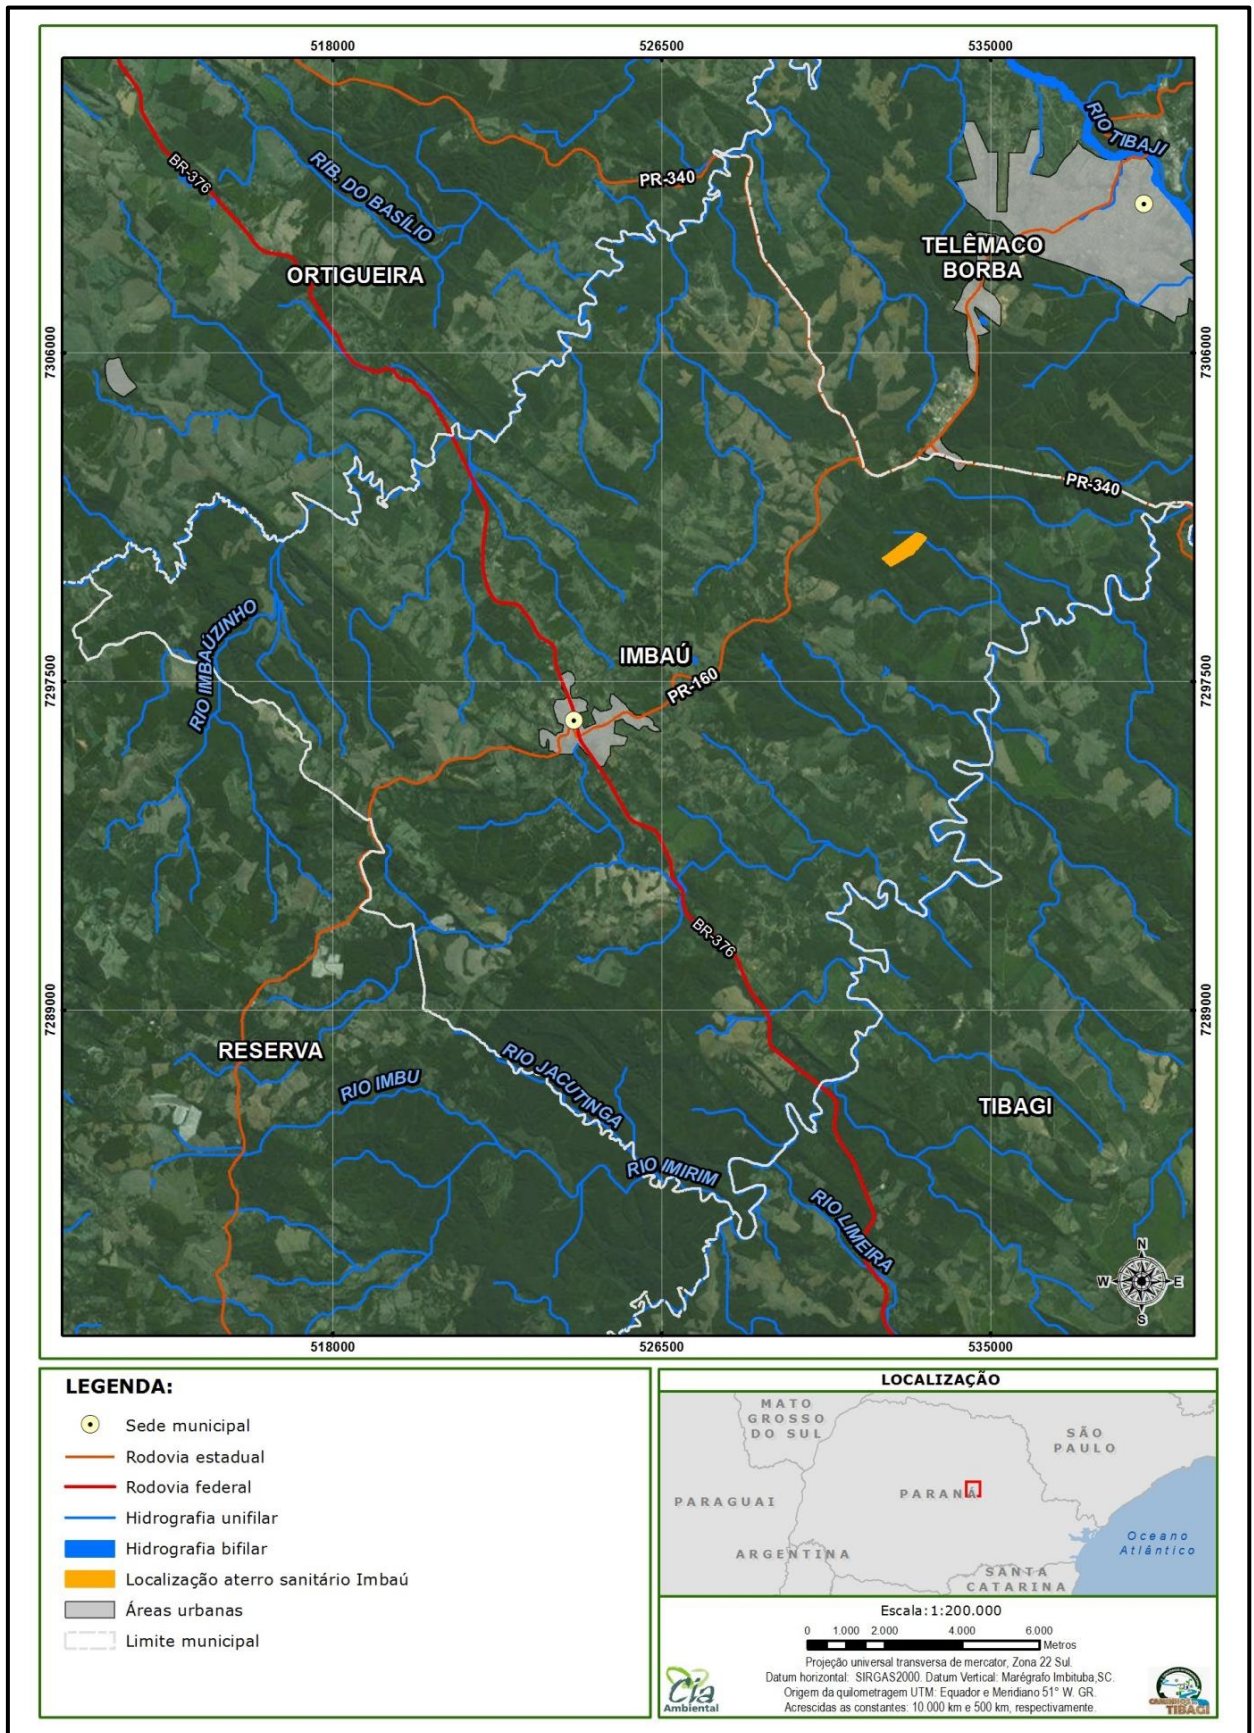 518000
526500
535000
RIO TIBAJI
BR-376
RIB. DO BASÍLIO
PR-340
TELÊMACO
BORBA
ORTIGUEIRA
7306000
7306000
PR-340
RIO IMBAÚZINHO
IMBAÚ
PR-160
7297500
7297500
BR-376
7289000
7289000
RESERVA
RIO IMBU
RIO JACUTINGA
TIBAGI
RIO IMIRIM
RIO LIMEIRA
N
W
E
S
518000
526500
535000
LEGENDA:
Sede municipal
Rodovia estadual
Rodovia federal
Hidrografia unifilar
Hidrografia bifilar
Localização aterro sanitário Imbaú
Áreas urbanas
Limite municipal
LOCALIZAÇÃO
MATO
GROSSO
DO SUL
SÃO
PAULO
PARAGUAI
PARANÁ
Oceano
Atlântico
ARGENTINA
SANTA
CATARINA
Escala: 1:200.000
0 1.000 2.000 4.000 6.000
Metros
Projeção universal transversa de mercator, Zona 22 Sul.
Datum horizontal: SIRGAS2000. Datum Vertical: Marégrafo Imbituba,SC.
Origem da quilometragem UTM: Equador e Meridiano 51° W. GR.
Acrescidas as constantes: 10.000 km e 500 km, respectivamente.
Cia
Ambiental
CAMINHOS DO
TIBAGI